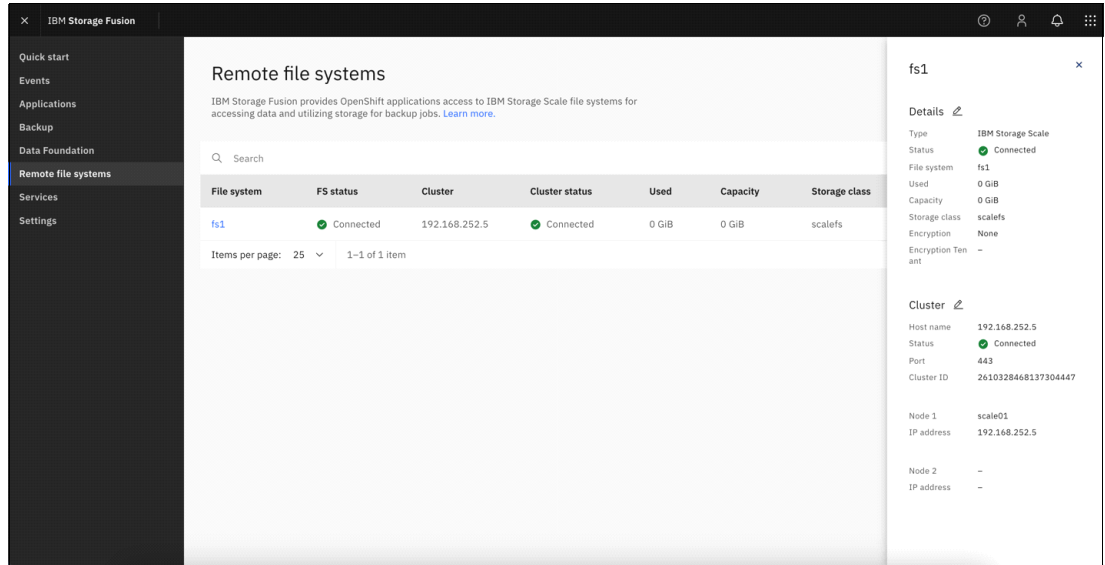 IBM Storage Fusion
Quick start
Events
Applications
Backup
Data Foundation
Remote file systems
Services
Settings
Remote file systems
IBM Storage Fusion provides OpenShift applications access to IBM Storage Scale file systems for
accessing data and utilizing storage for backup jobs. Learn more.
Search
File system FS status Cluster Cluster status Used Capacity Storage class
fs1 Connected 192.168.252.5 Connected 0 GiB 0 GiB scalefs
Items per page: 25 1–1 of 1 item
fs1
Details
Type IBM Storage Scale
Status Connected
File system fs1
Used 0 GiB
Capacity 0 GiB
Storage class scalefs
Encryption None
Encryption Ten –
ant
Cluster
Host name 192.168.252.5
Status Connected
Port 443
Cluster ID 2610328468137304447
Node 1 scale01
IP address 192.168.252.5
Node 2 –
IP address –